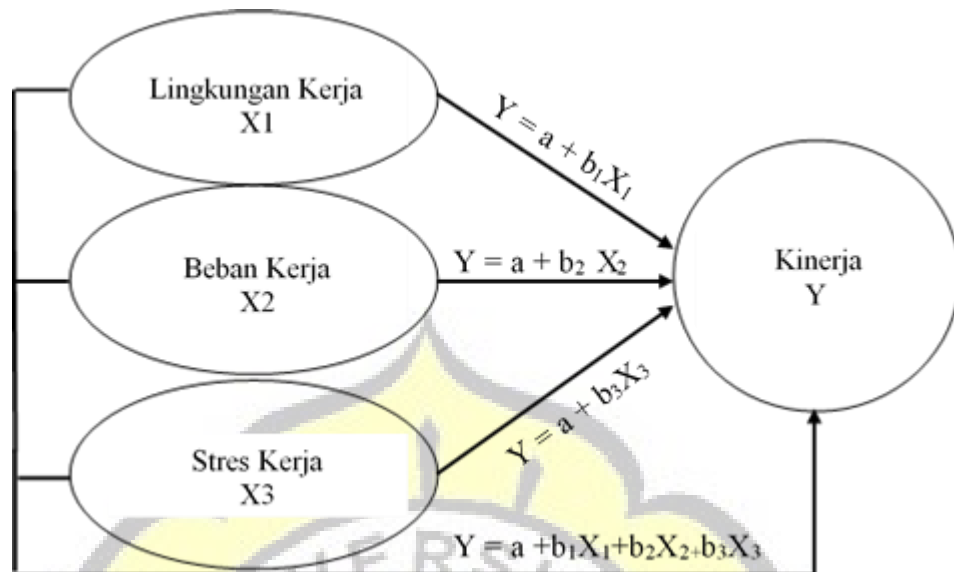 Lingkungan Kerja
X1
Y = a + b₁X₁
Beban Kerja
X2
Y = a + b₂ X₂
Kinerja
Y
Stres Kerja
X3
Y = a + b₃X₃
Y = a +b₁X₁+b₂X₂+b₃X₃